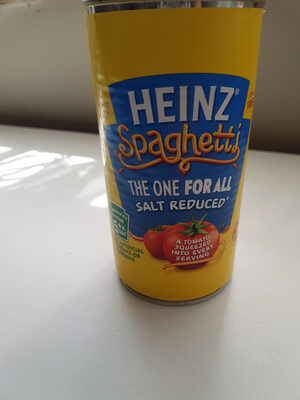 HEINZ®
Spaghetti
THE ONE FOR ALL
SALT REDUCED
A TOMATO
SQUEEZED
INTO EVERY
SERVING